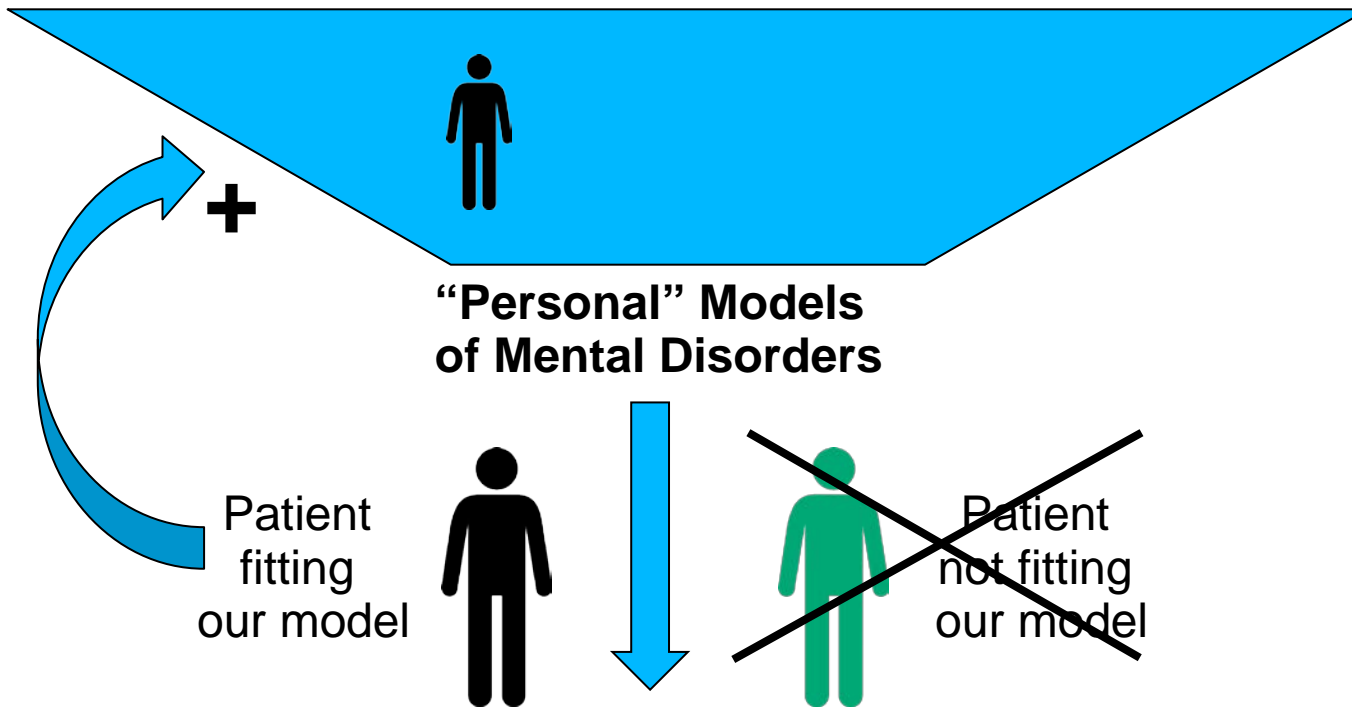 +
“Personal” Models
of Mental Disorders
Patient
fitting
our model
Patient
not fitting
our model